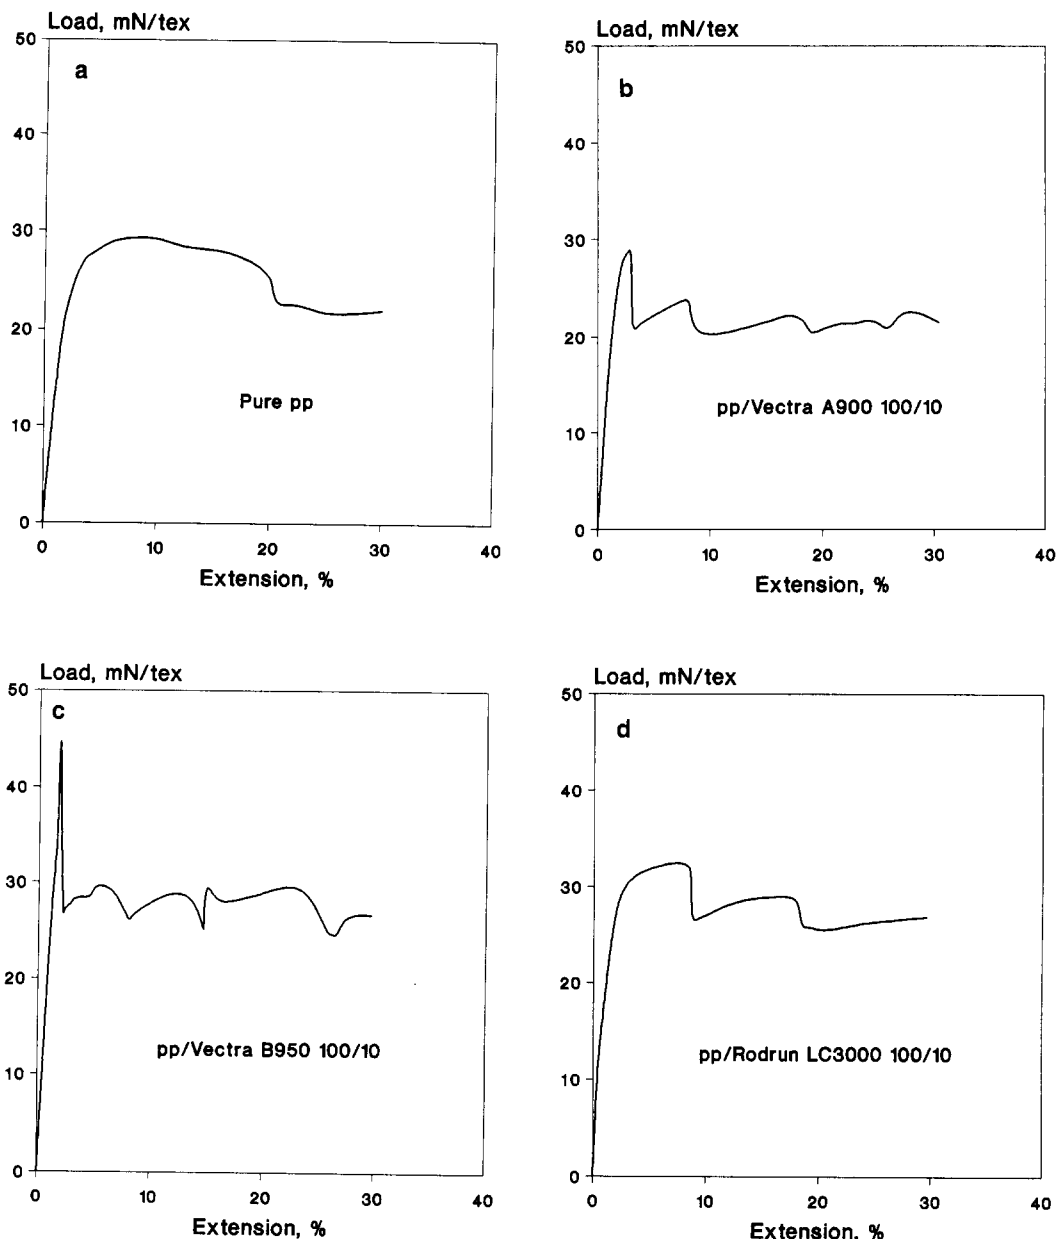 Load, mN/tex
50
a
40
30
20
Pure pp
10
0
0 10 20 30 40
Extension, %
Load, mN/tex
50
b
40
30
20
pp/Vectra A900 100/10
10
0
0 10 20 30 40
Extension, %
Load, mN/tex
50
c
40
30
20
pp/Vectra B950 100/10
10
0
0 10 20 30 40
Extension, %
Load, mN/tex
50
d
40
30
20
pp/Rodrun LC3000 100/10
10
0
0 10 20 30 40
Extension, %